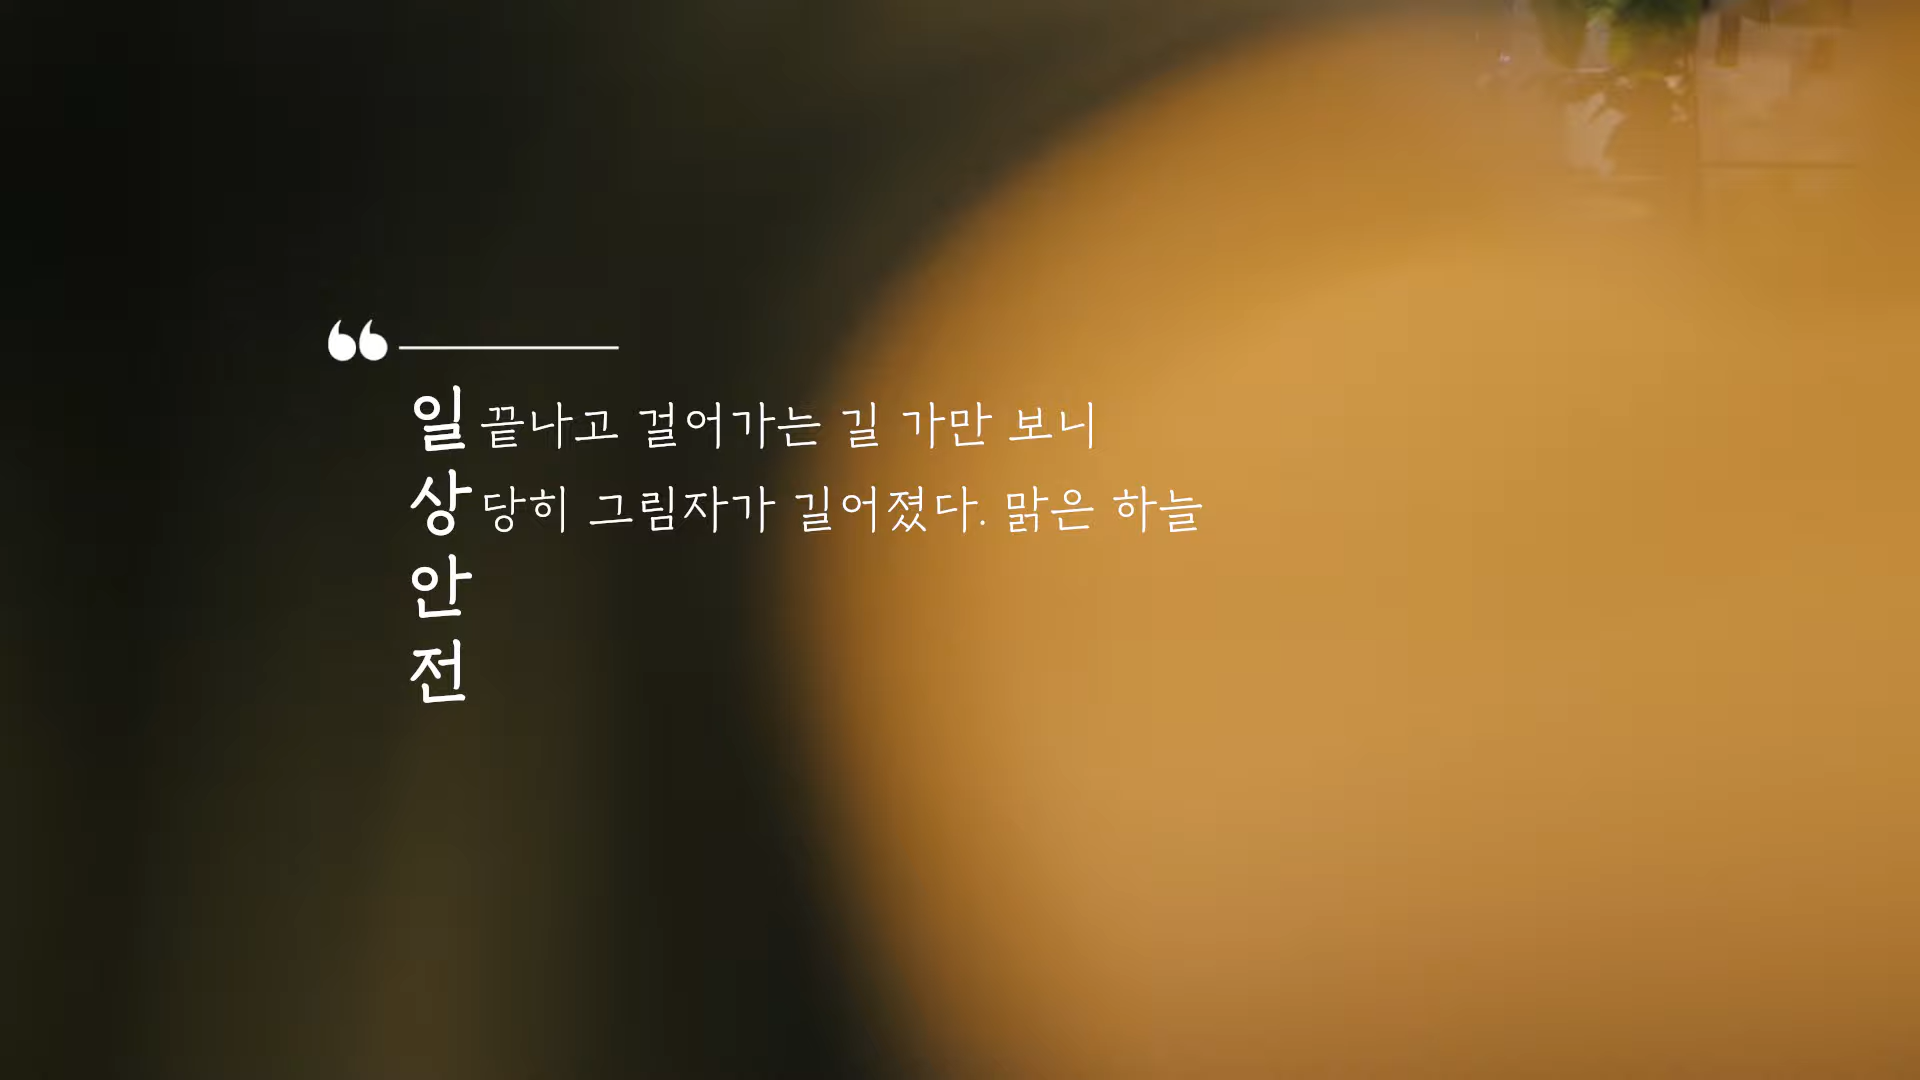 ❝
일 끝나고 걸어가는 길 가만 보니
상당히 그림자가 길어졌다. 맑은 하늘
안
전